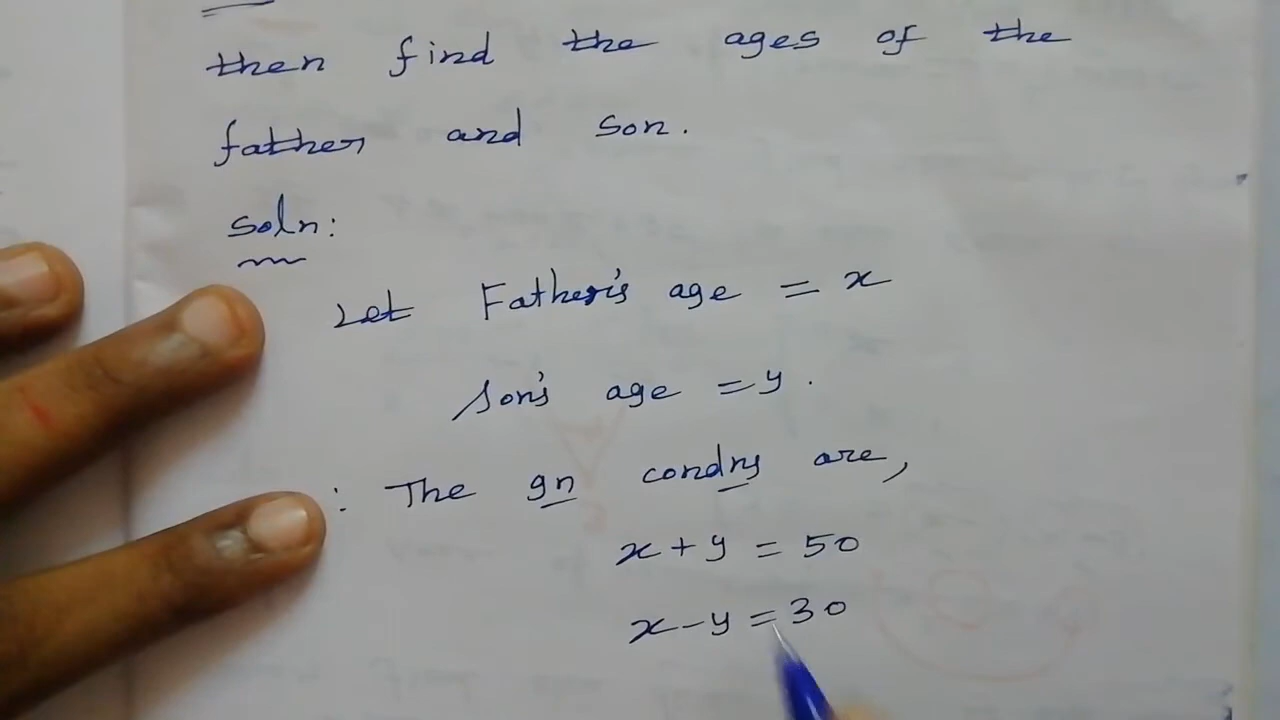 then find the ages of the
father and son.
Soln:
Let Father's age = x
Son's age = y.
: The gn condns are,
x + y = 50
x - y = 30